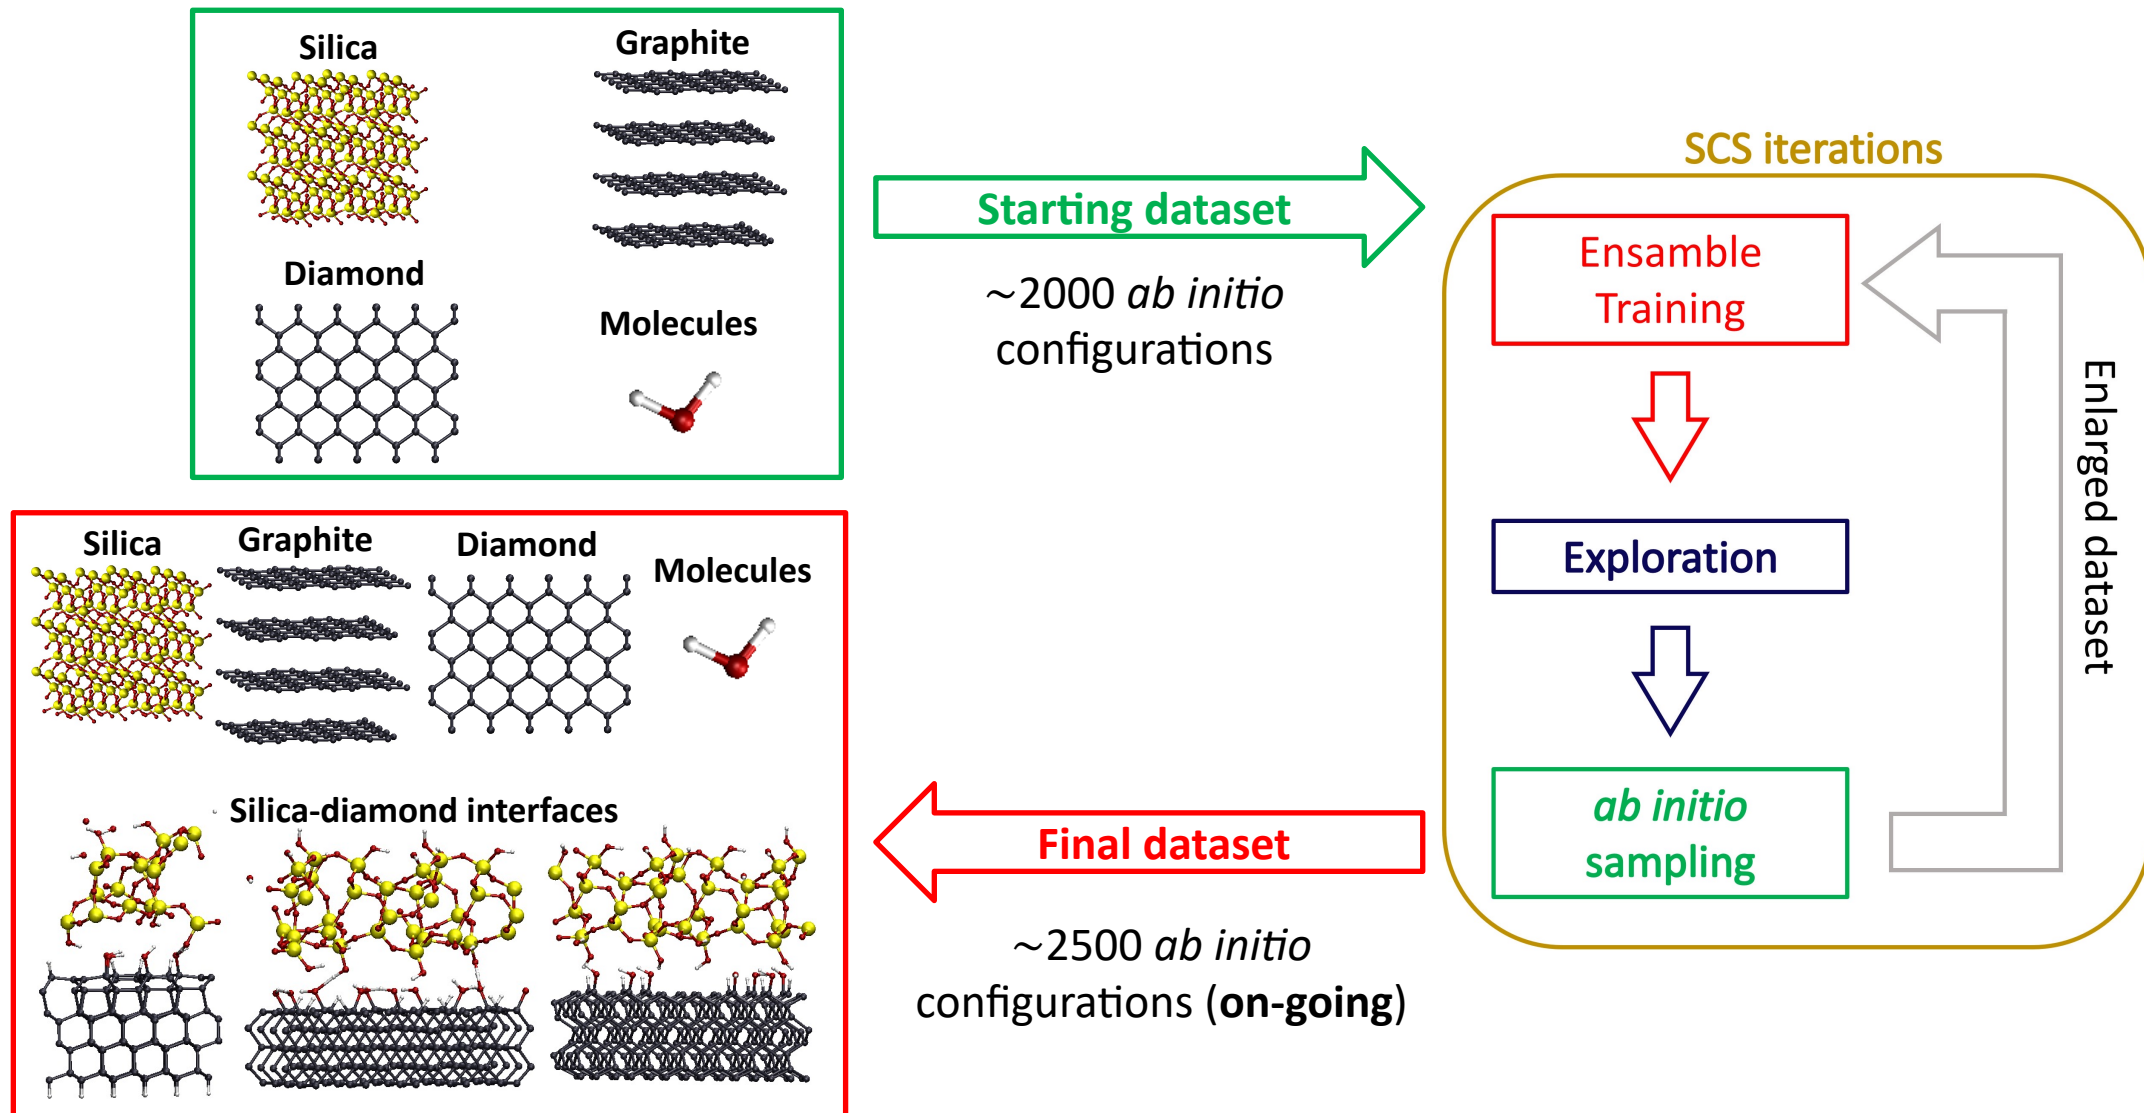 Silica
Graphite
Diamond
Molecules
Starting dataset
~2000 ab initio
configurations
SCS iterations
Ensamble
Training
Exploration
ab initio
sampling
Enlarged dataset
Final dataset
~2500 ab initio
configurations (on-going)
Silica
Graphite
Diamond
Molecules
Silica-diamond interfaces